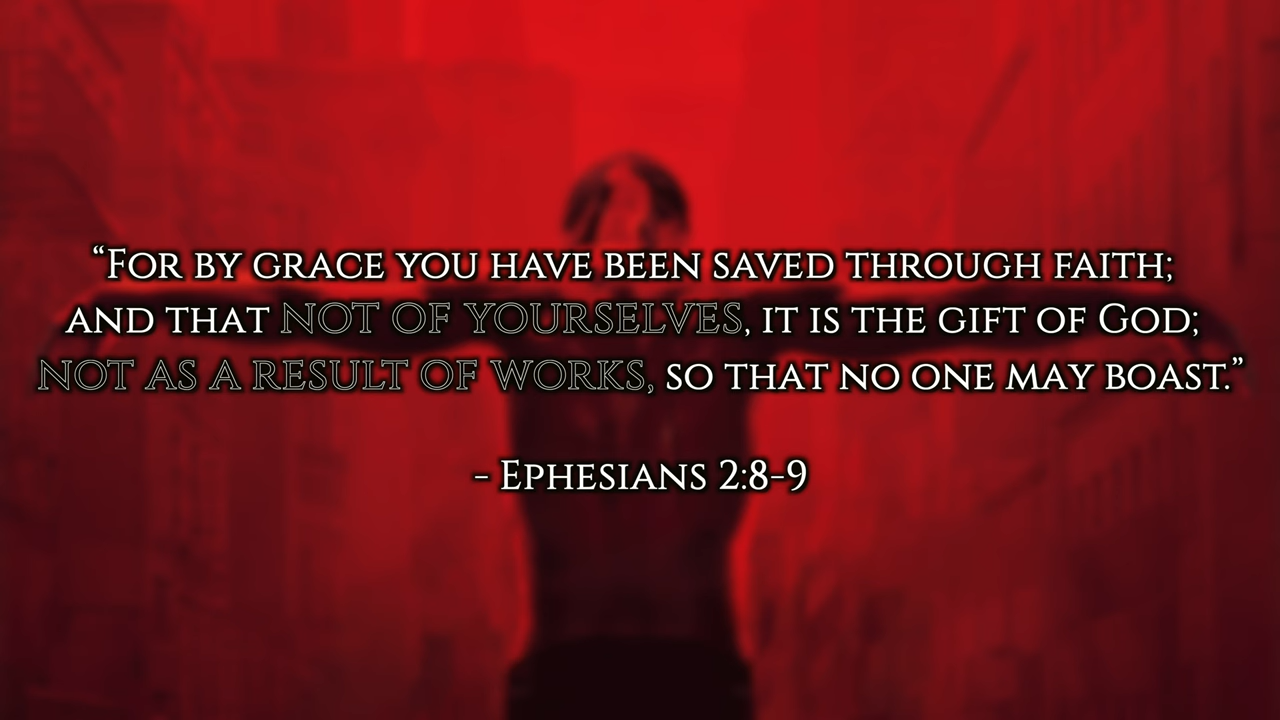 “For by grace you have been saved through faith;
and that not of yourselves, it is the gift of God;
not as a result of works, so that no one may boast.”
- Ephesians 2:8-9